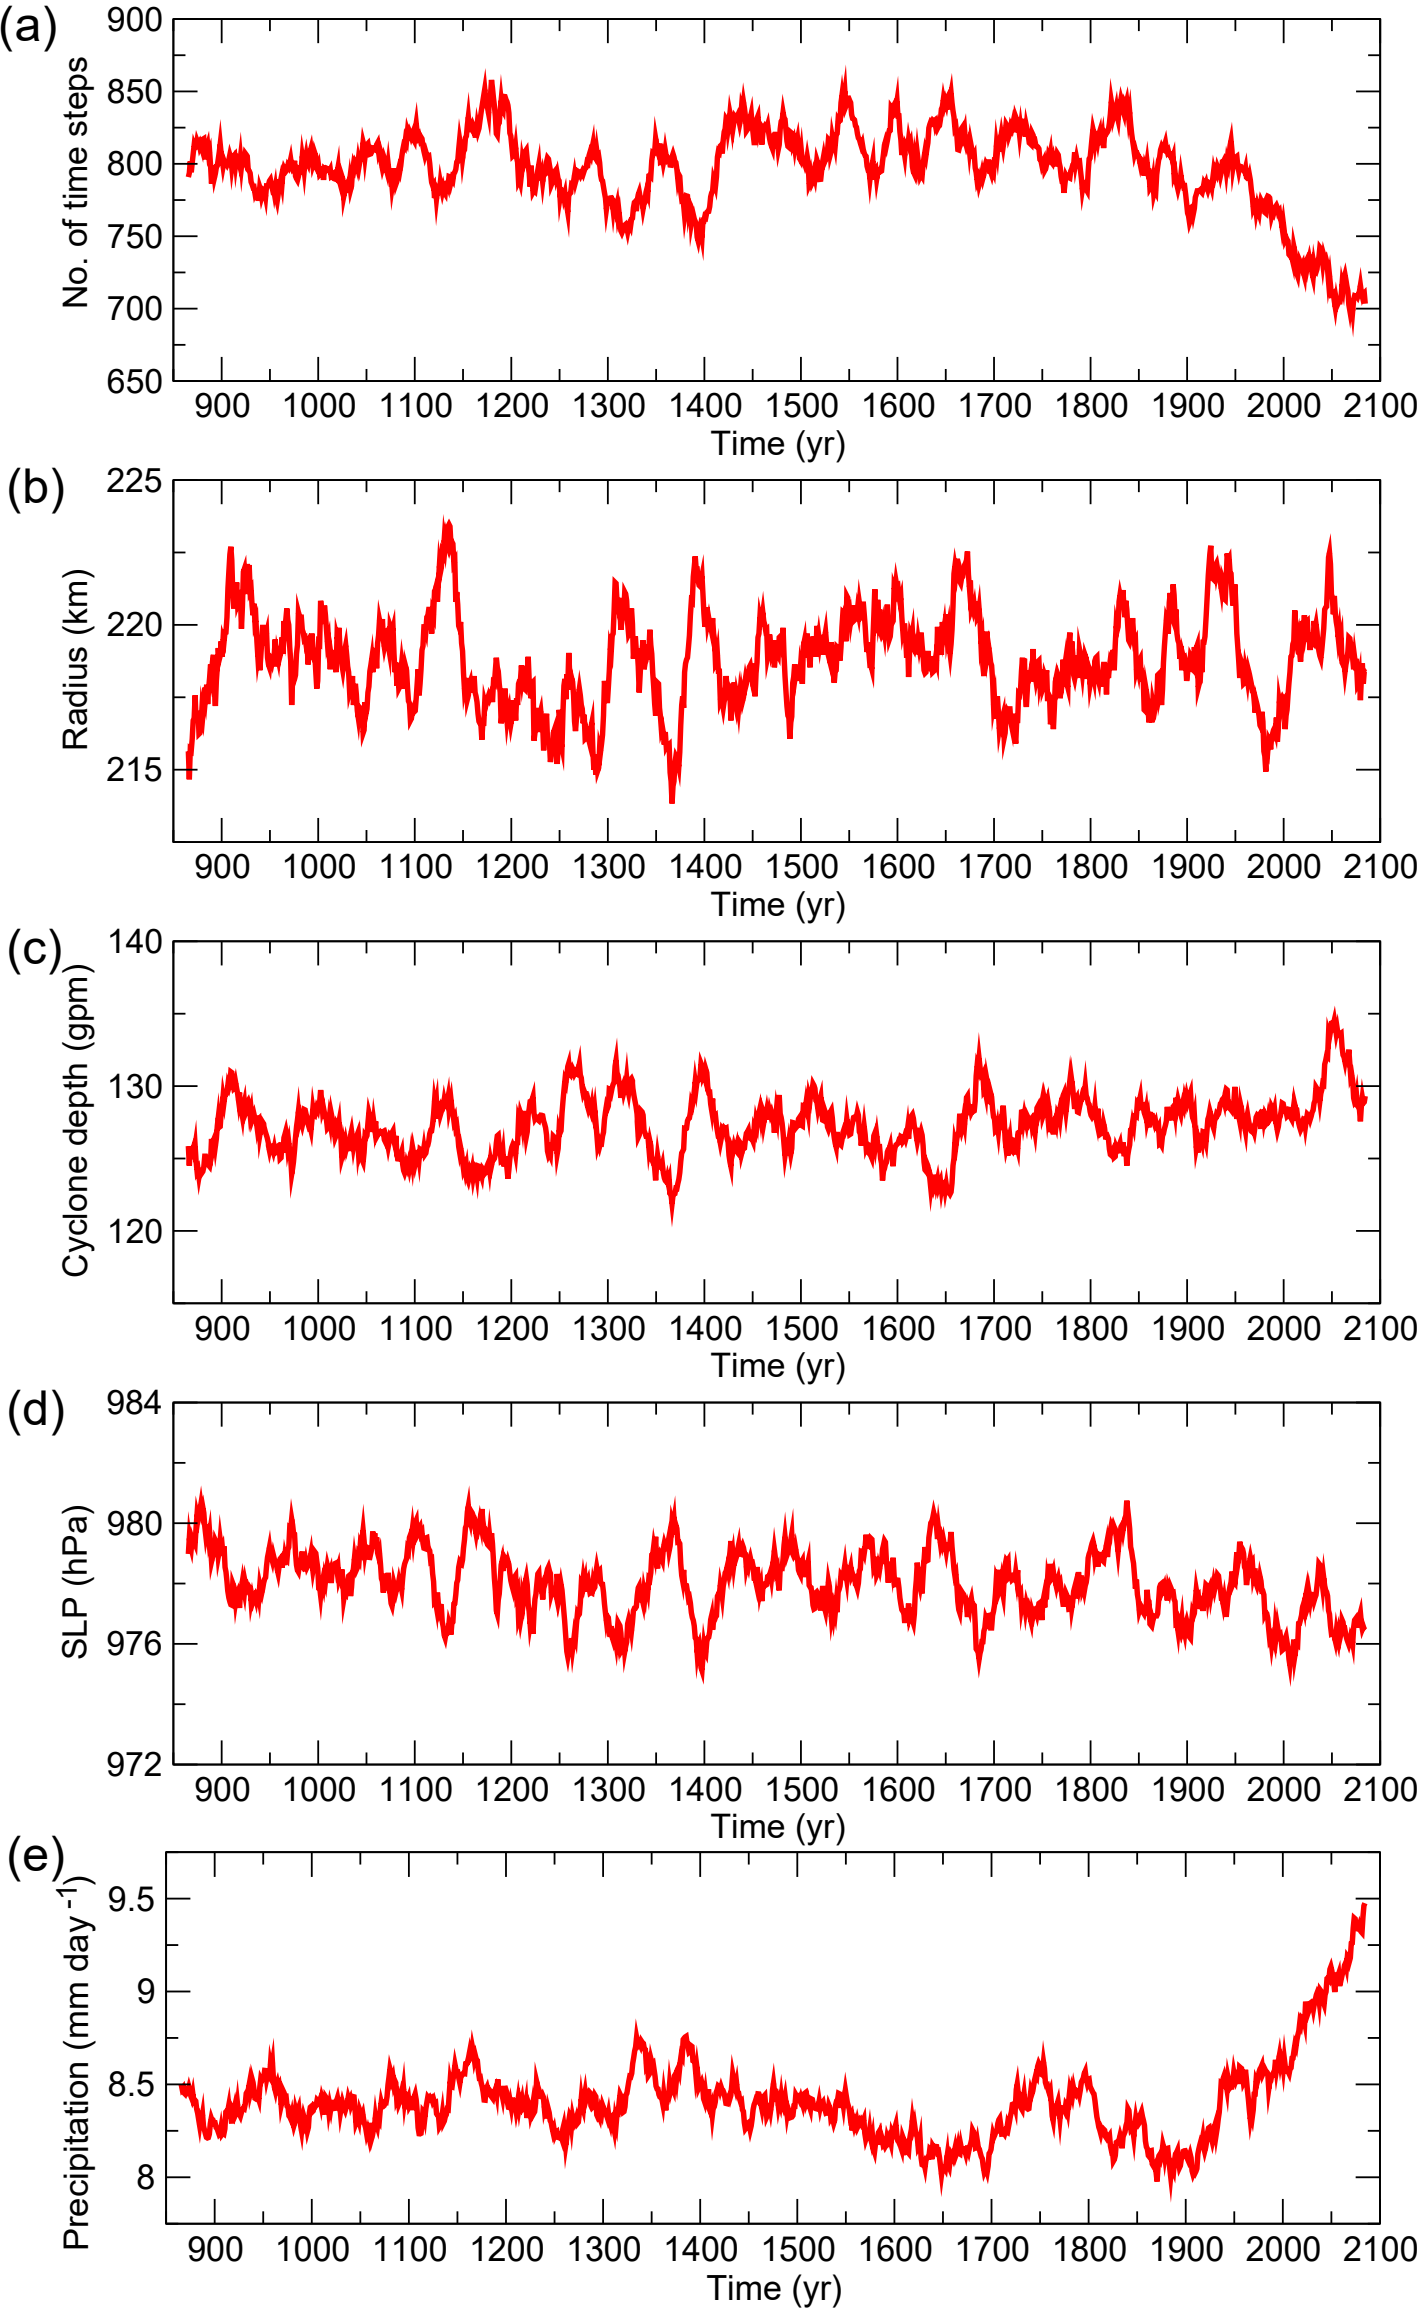 (a)
No. of time steps
900
850
800
750
700
650
900 1000 1100 1200 1300 1400 1500 1600 1700 1800 1900 2000 2100
Time (yr)
(b)
Radius (km)
225
220
215
900 1000 1100 1200 1300 1400 1500 1600 1700 1800 1900 2000 2100
Time (yr)
(c)
Cyclone depth (gpm)
140
130
120
900 1000 1100 1200 1300 1400 1500 1600 1700 1800 1900 2000 2100
Time (yr)
(d)
SLP (hPa)
984
980
976
972
900 1000 1100 1200 1300 1400 1500 1600 1700 1800 1900 2000 2100
Time (yr)
(e)
Precipitation (mm day-1)
9.5
9
8.5
8
900 1000 1100 1200 1300 1400 1500 1600 1700 1800 1900 2000 2100
Time (yr)